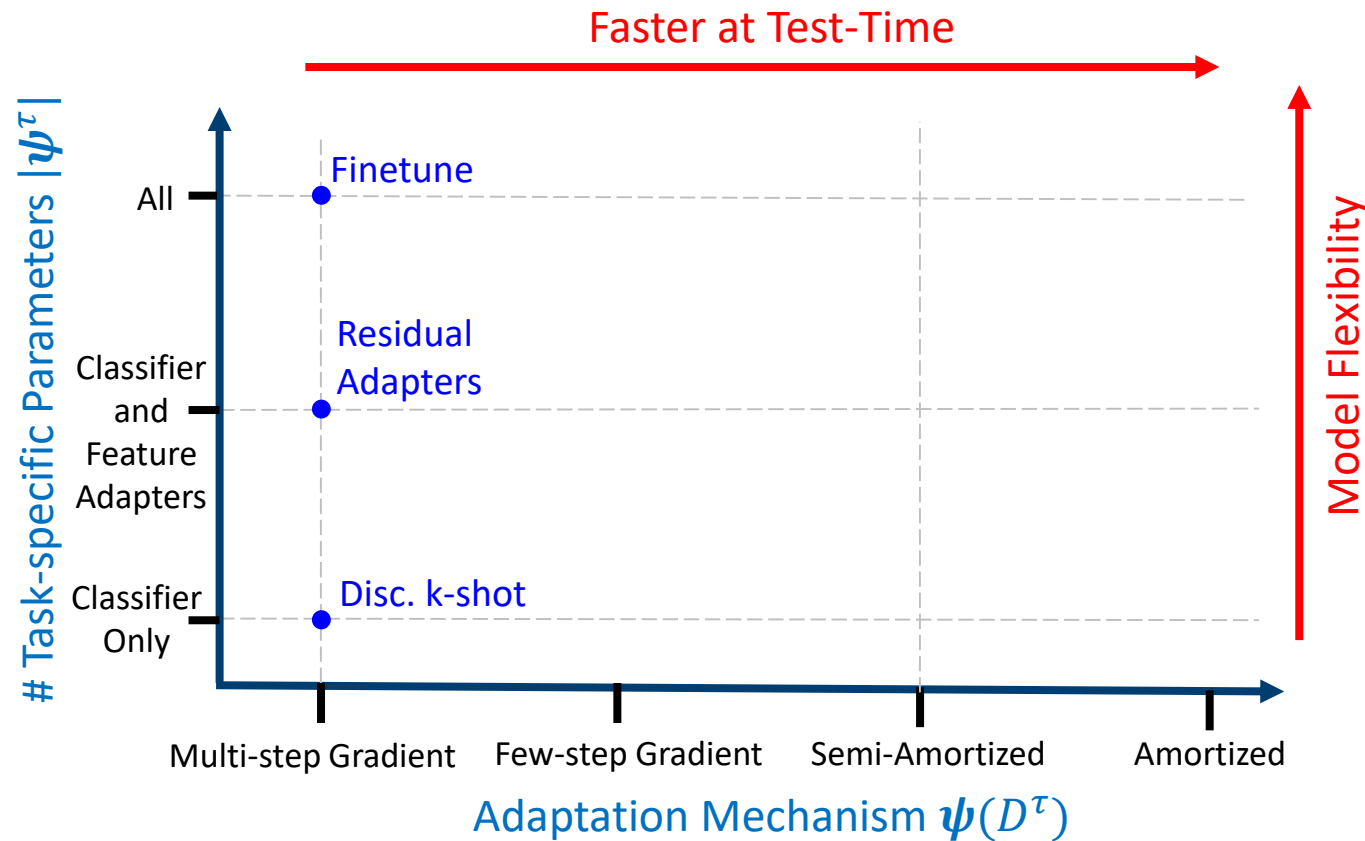 Faster at Test-Time
# Task-specific Parameters |𝝍^τ|
Model Flexibility
All
Classifier
and
Feature
Adapters
Classifier
Only
Finetune
Residual
Adapters
Disc. k-shot
Multi-step Gradient
Few-step Gradient
Semi-Amortized
Amortized
Adaptation Mechanism 𝝍(D^τ)